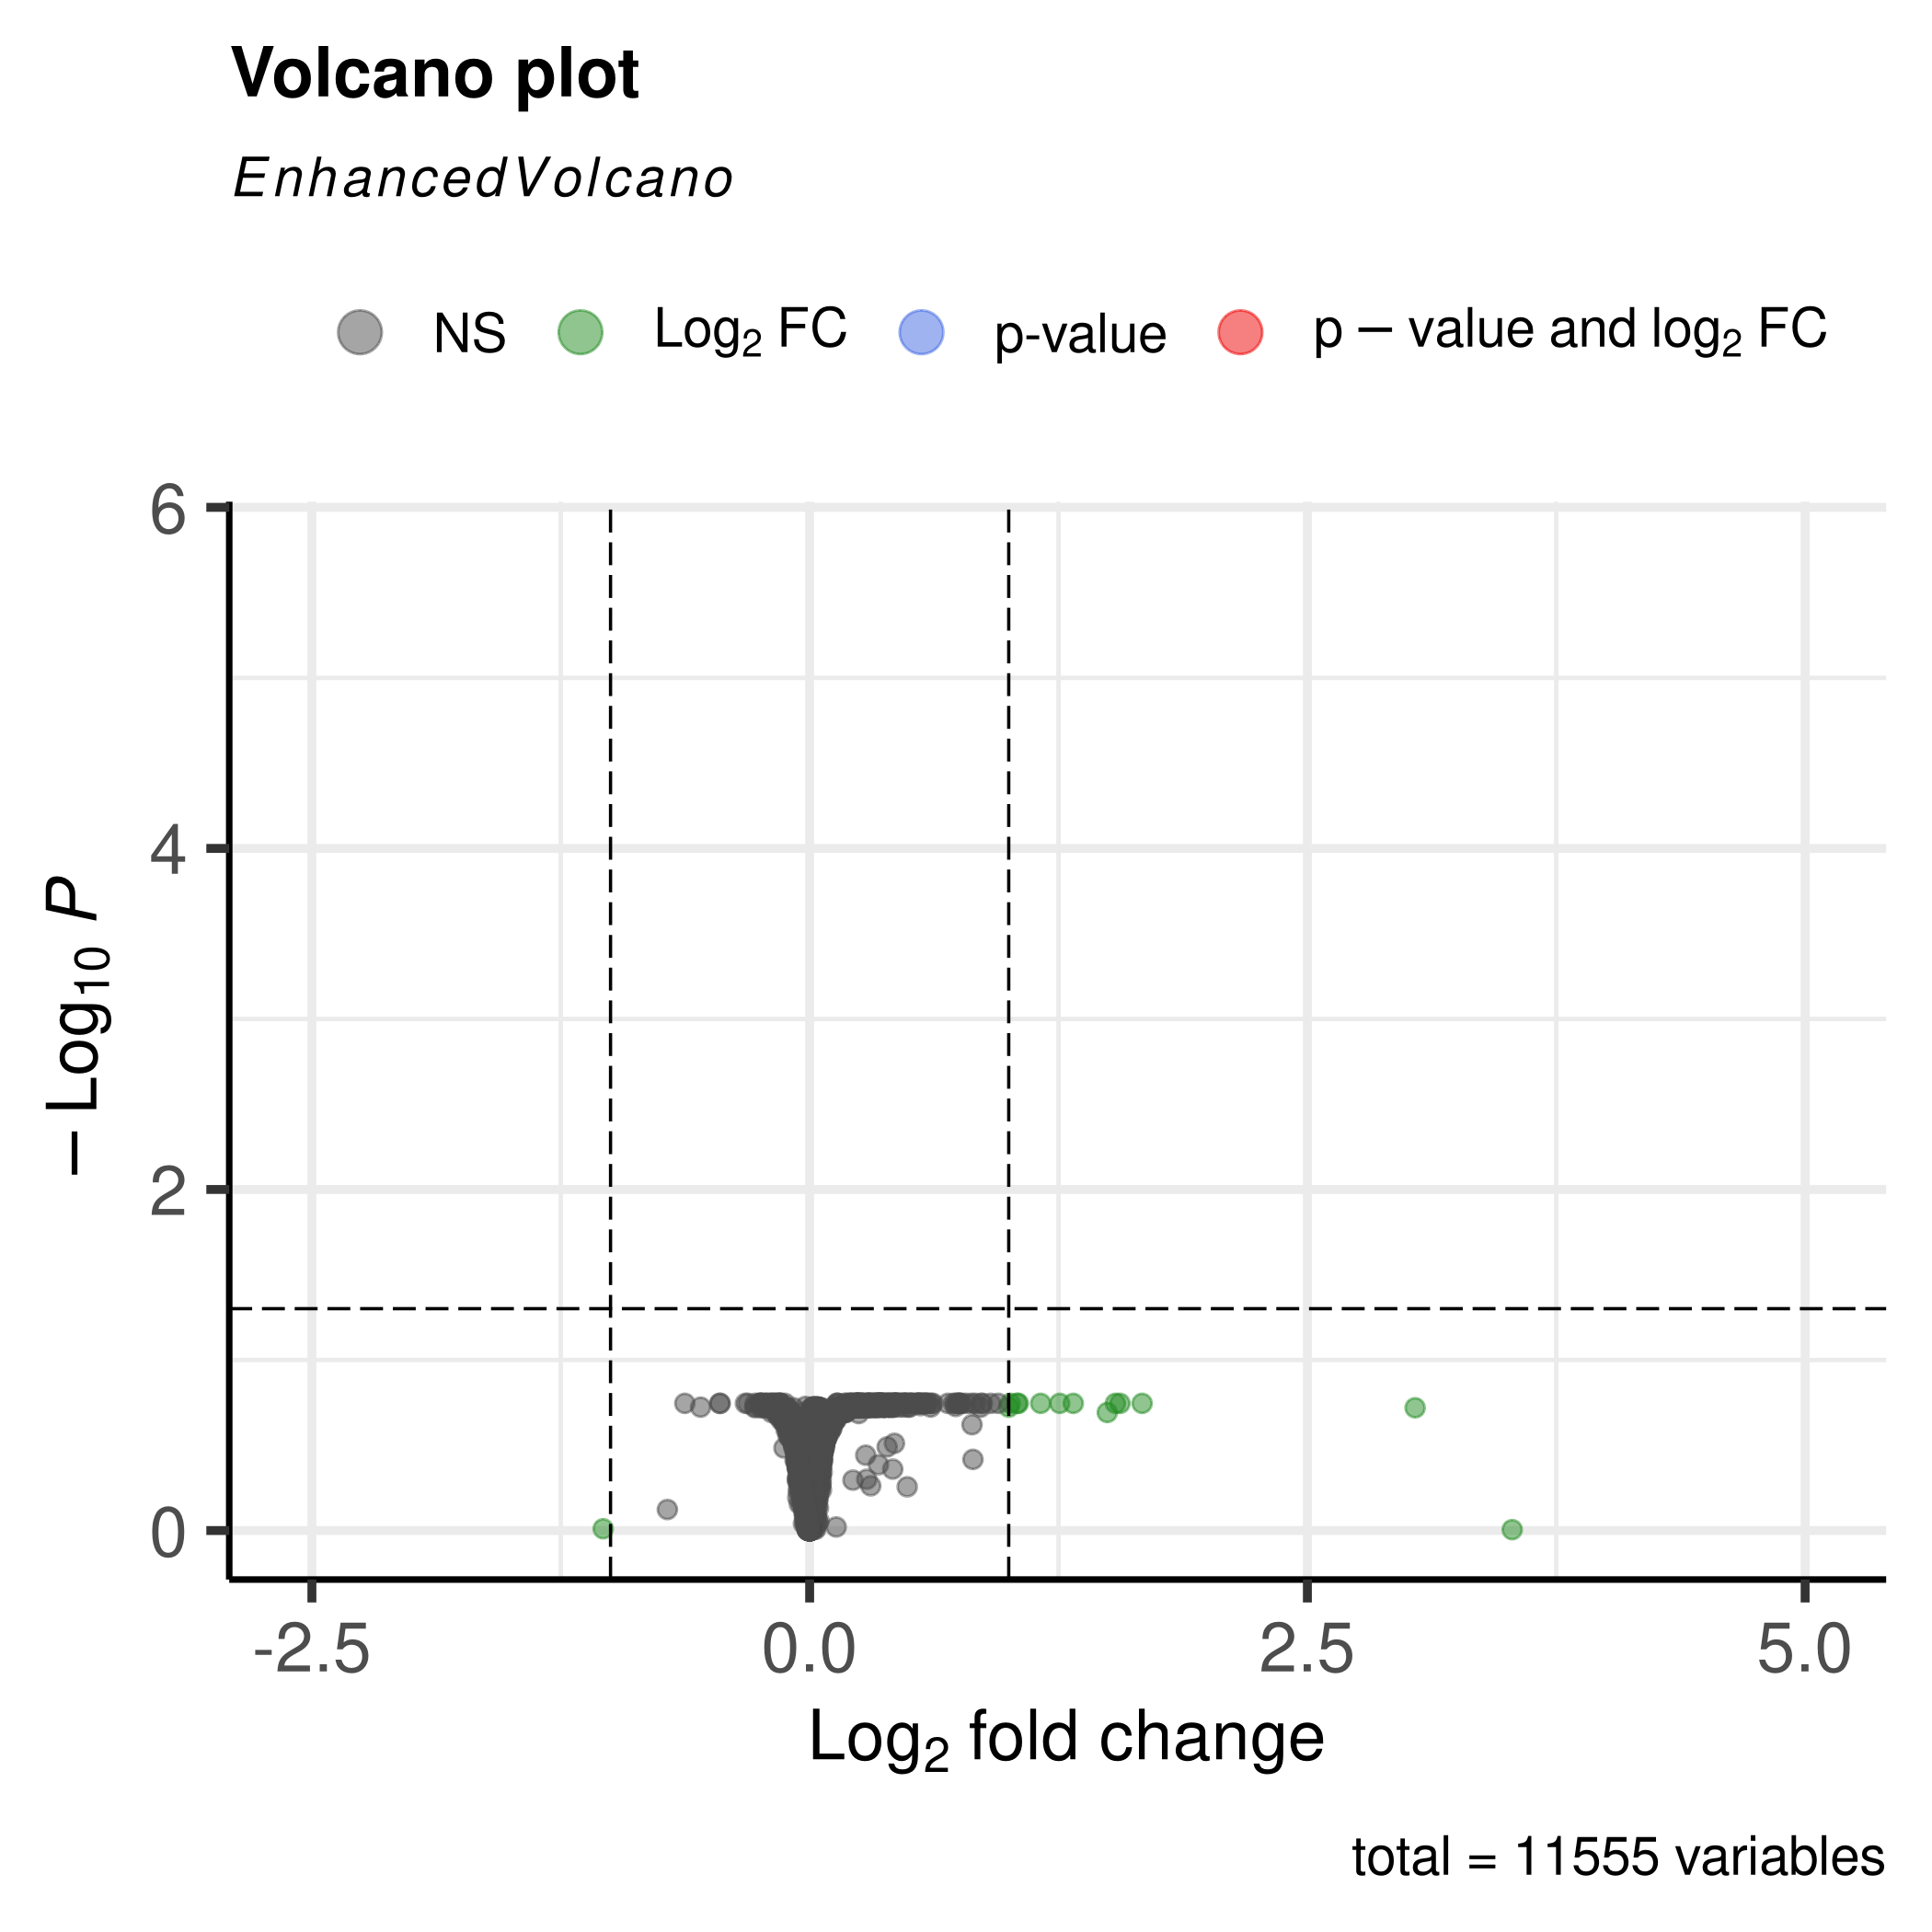 Volcano plot
EnhancedVolcano
NS Log₂ FC p-value p − value and log₂ FC
6
4
2
0
− Log₁₀ P
-2.5 0.0 2.5 5.0
Log₂ fold change
total = 11555 variables